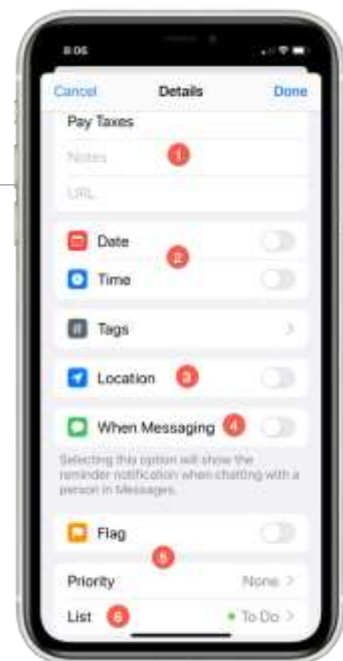 8:06
Cancel Details Done
Pay Taxes
Notes 1
URL
Date
2
Time
Tags
Location 3
When Messaging 4
Selecting this option will show the
reminder notification when chatting with a
person in Messages.
Flag
5
Priority None
List 6 To Do